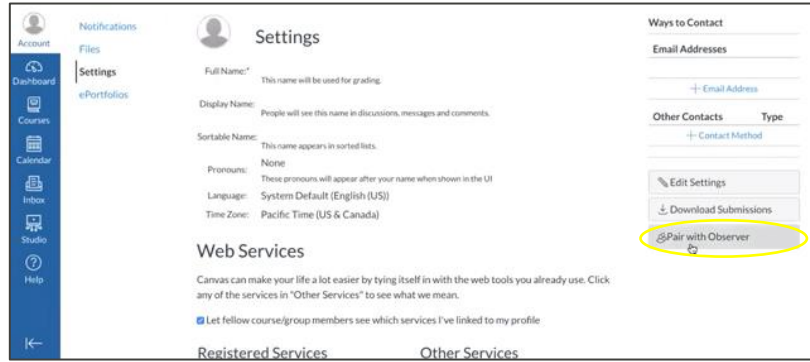 Account
Dashboard
Courses
Calendar
Inbox
Studio
Help
Notifications
Files
Settings
ePortfolios
Settings
Full Name:*
This name will be used for grading.
Display Name:
People will see this name in discussions, messages and comments.
Sortable Name:
This name appears in sorted lists.
Pronouns: None
These pronouns will appear after your name when shown in the UI
Language: System Default (English (US))
Time Zone: Pacific Time (US & Canada)
Web Services
Canvas can make your life a lot easier by tying itself in with the web tools you already use. Click
any of the services in "Other Services" to see what we mean.
Let fellow course/group members see which services I've linked to my profile
Registered Services Other Services
Ways to Contact
Email Addresses
+ Email Address
Other Contacts Type
+ Contact Method
Edit Settings
Download Submissions
Pair with Observer